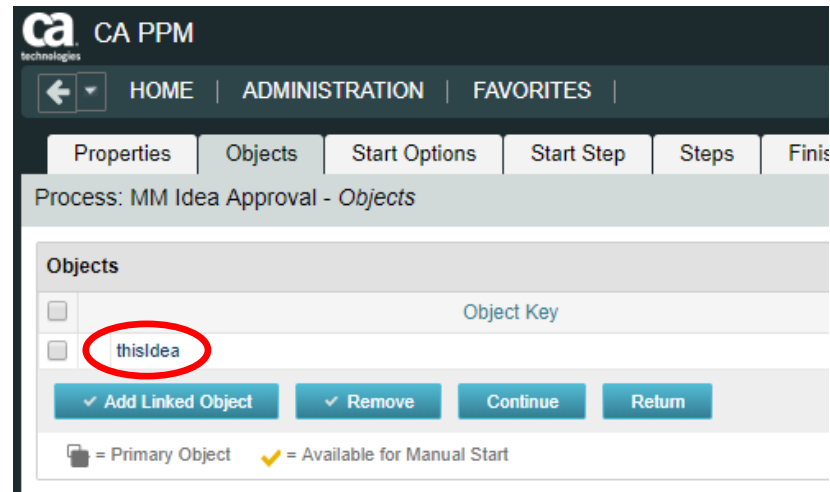 ca CA PPM
technologies
HOME | ADMINISTRATION | FAVORITES |
Properties Objects Start Options Start Step Steps Finis
Process: MM Idea Approval - Objects
Objects
Object Key
thisIdea
Add Linked Object Remove Continue Return
= Primary Object = Available for Manual Start